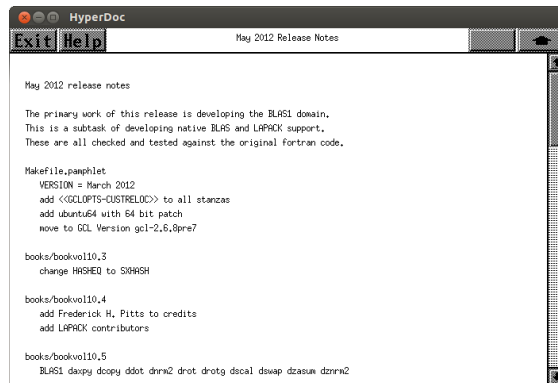 HyperDoc
Exit Help May 2012 Release Notes
May 2012 release notes
The primary work of this release is developing the BLAS1 domain.
This is a subtask of developing native BLAS and LAPACK support.
These are all checked and tested against the original fortran code.
Makefile.pamphlet
VERSION = March 2012
add <<GCLOPTS-CUSTRELOC>> to all stanzas
add ubuntu64 with 64 bit patch
move to GCL Version gcl-2.6.8pre7
books/bookvol10.3
change HASHEQ to SXHASH
books/bookvol10.4
add Frederick H. Pitts to credits
add LAPACK contributors
books/bookvol10.5
BLAS1 daxpy dcopy ddot dnrm2 drot drotg dscal dswap dzasum dznrm2